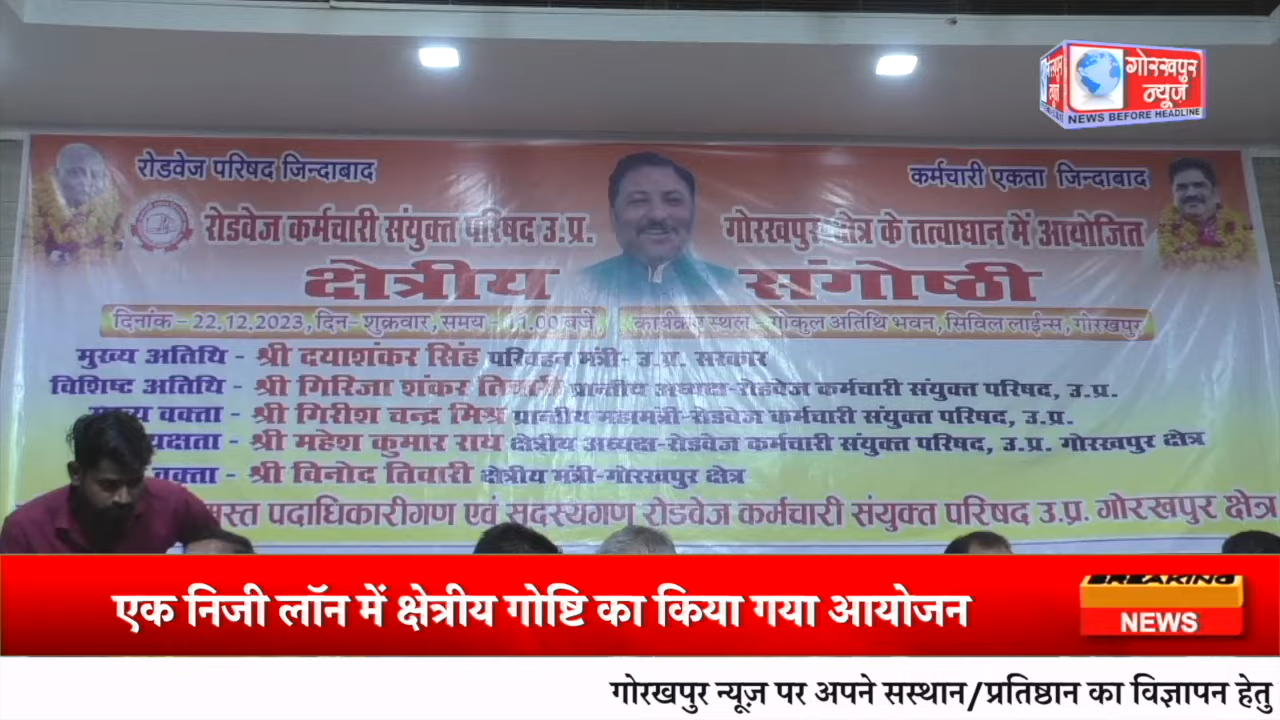 गोरखपुर
न्यूज़
NEWS BEFORE HEADLINE
रोडवेज परिषद जिन्दाबाद
कर्मचारी एकता जिन्दाबाद
रोडवेज कर्मचारी संयुक्त परिषद उ.प्र.
गोरखपुर क्षेत्र के तत्वाधान में आयोजित
क्षेत्रीय संगोष्ठी
दिनांक - 22.12.2023, दिन- शुक्रवार, समय - 11.00 बजे, कार्यक्रम स्थल - गोकुल अतिथि भवन, सिविल लाईन्स, गोरखपुर
मुख्य अतिथि - श्री दयाशंकर सिंह परिवहन मंत्री- उ.प्र. सरकार
विशिष्ट अतिथि - श्री गिरिजा शंकर तिवारी प्रान्तीय अध्यक्ष-रोडवेज कर्मचारी संयुक्त परिषद, उ.प्र.
वक्ता - श्री गिरीश चन्द्र मिश्र प्रान्तीय महामंत्री-रोडवेज कर्मचारी संयुक्त परिषद, उ.प्र.
श्री महेश कुमार राय क्षेत्रीय अध्यक्ष-रोडवेज कर्मचारी संयुक्त परिषद, उ.प्र. गोरखपुर क्षेत्र
वक्ता - श्री विनोद तिवारी क्षेत्रीय मंत्री-गोरखपुर क्षेत्र
पदाधिकारीगण एवं सदस्यगण रोडवेज कर्मचारी संयुक्त परिषद उ.प्र. गोरखपुर क्षेत्र
एक निजी लॉन में क्षेत्रीय गोष्टि का किया गया आयोजन
BREAKING
NEWS
गोरखपुर न्यूज़ पर अपने सस्थान/प्रतिष्ठान का विज्ञापन हेतु